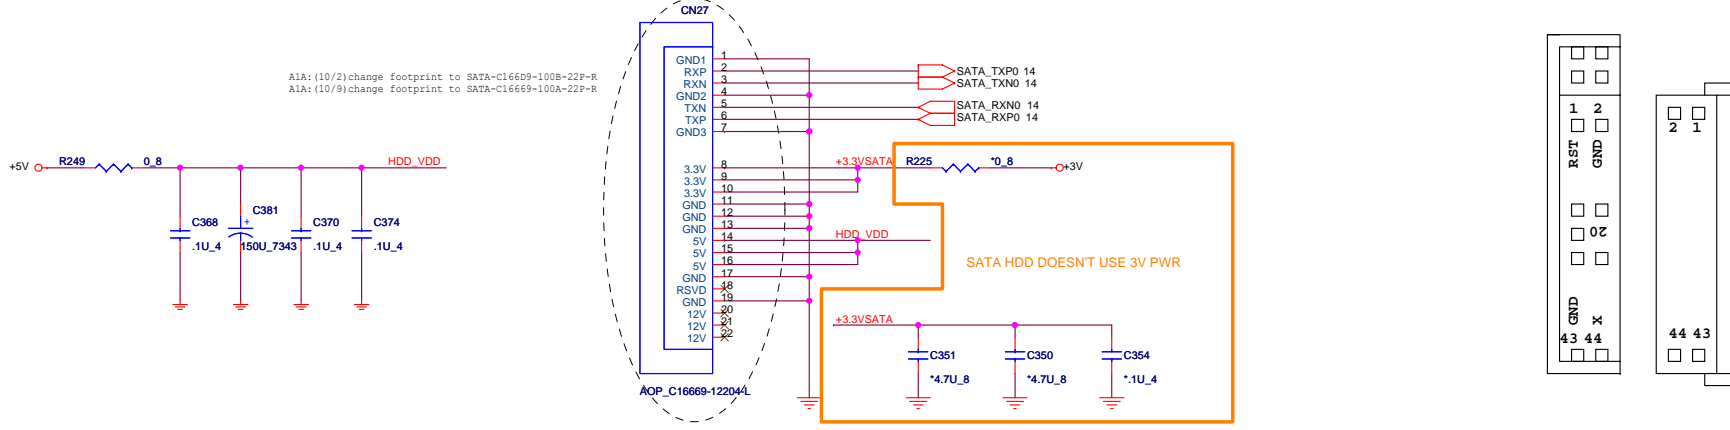 CN27
A1A:(10/2)change footprint to SATA-C166D9-100B-22P-R
A1A:(10/9)change footprint to SATA-C16669-100A-22P-R
+5V
R249
0_8
HDD_VDD
C368
.1U_4
C381
+
150U_7343
C370
.1U_4
C374
.1U_4
GND1 1
RXP 2
RXN 3
GND2 4
TXN 5
TXP 6
GND3 7
3.3V 8
3.3V 9
3.3V 10
GND 11
GND 12
GND 13
5V 14
5V 15
5V 16
GND 17
RSVD 18
GND 19
12V 20
12V 21
12V 22
AOP_C16669-12204-L
SATA_TXP0 14
SATA_TXN0 14
SATA_RXN0 14
SATA_RXP0 14
+3.3VSATA
R225
*0_8
+3V
HDD_VDD
SATA HDD DOESN'T USE 3V PWR
+3.3VSATA
C351
*4.7U_8
C350
*4.7U_8
C354
*.1U_4
1 2
RST GND
20
GND X
43 44
2 1
44 43